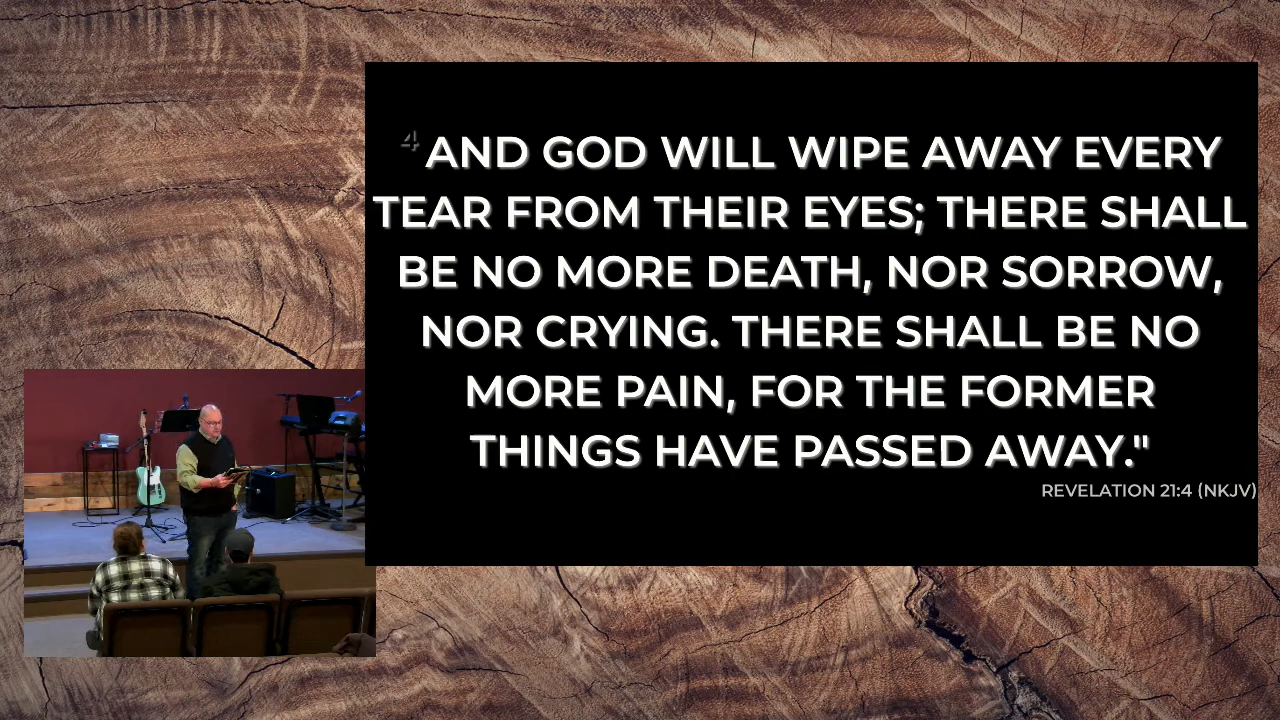 4 AND GOD WILL WIPE AWAY EVERY
TEAR FROM THEIR EYES; THERE SHALL
BE NO MORE DEATH, NOR SORROW,
NOR CRYING. THERE SHALL BE NO
MORE PAIN, FOR THE FORMER
THINGS HAVE PASSED AWAY."
REVELATION 21:4 (NKJV)